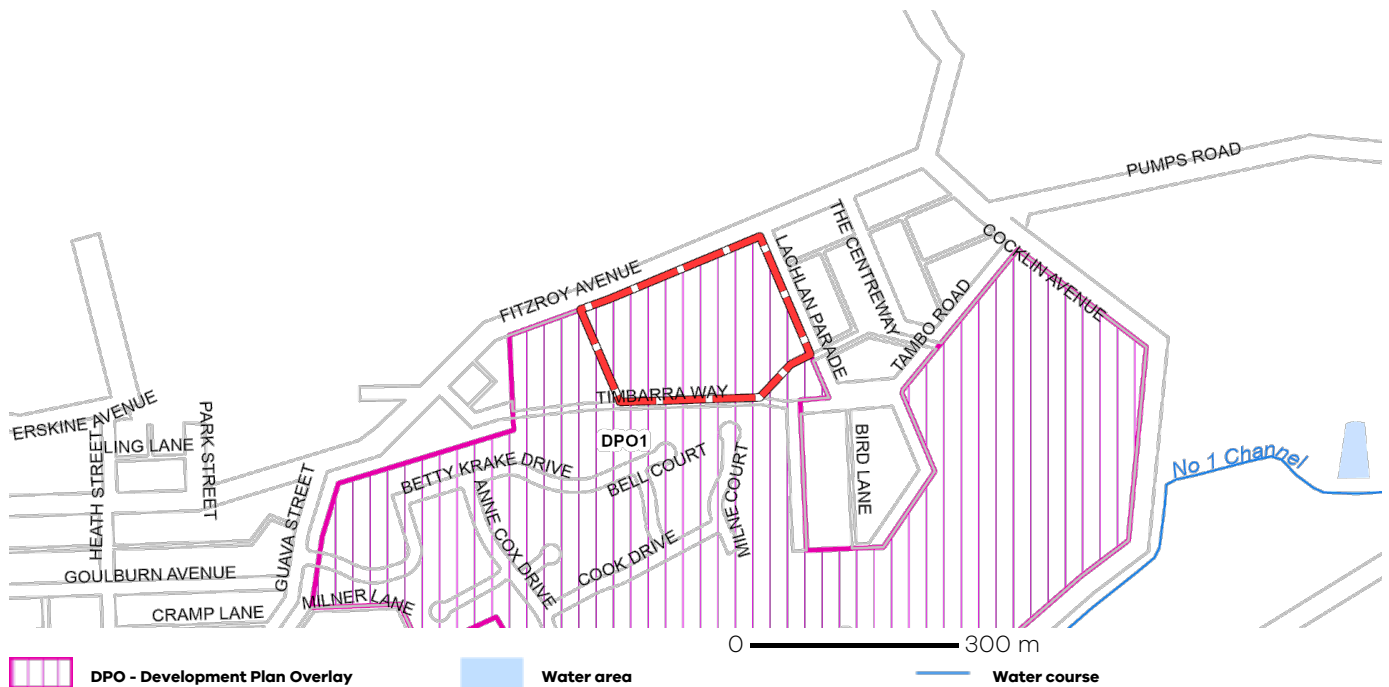 PUMPS ROAD
THE CENTREWAY
COCKLIN AVENUE
LACHLAN PARADE
FITZROY AVENUE
TAMBO ROAD
TIMBARRA WAY
ERSKINE AVENUE
PARK STREET
LING LANE
HEATH STREET
DPO1
BIRD LANE
BETTY KRAKE DRIVE
BELL COURT
MILNE COURT
No 1 Channel
GUAVA STREET
ANNE COX DRIVE
COOK DRIVE
GOULBURN AVENUE
MILNER LANE
CRAMP LANE
0 300 m
DPO - Development Plan Overlay
Water area
Water course